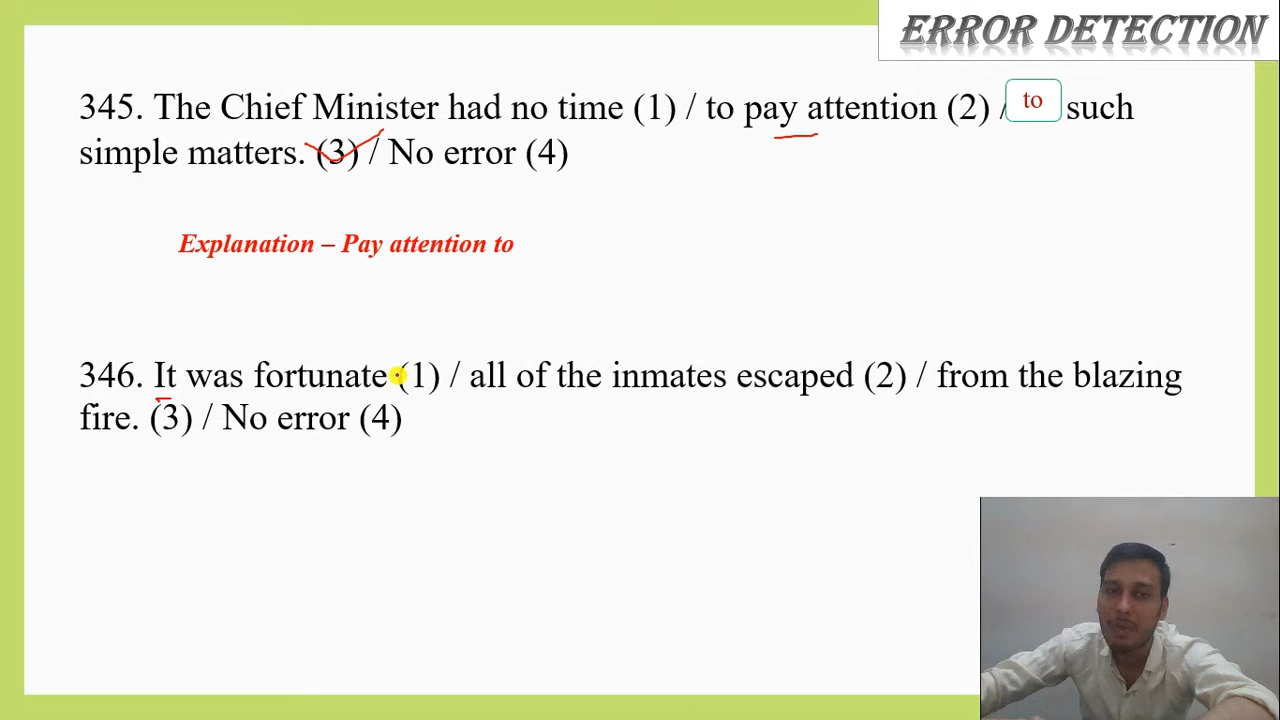 ERROR DETECTION
345. The Chief Minister had no time (1) / to pay attention (2) / to such
simple matters. (3) / No error (4)
Explanation – Pay attention to
346. It was fortunate (1) / all of the inmates escaped (2) / from the blazing
fire. (3) / No error (4)